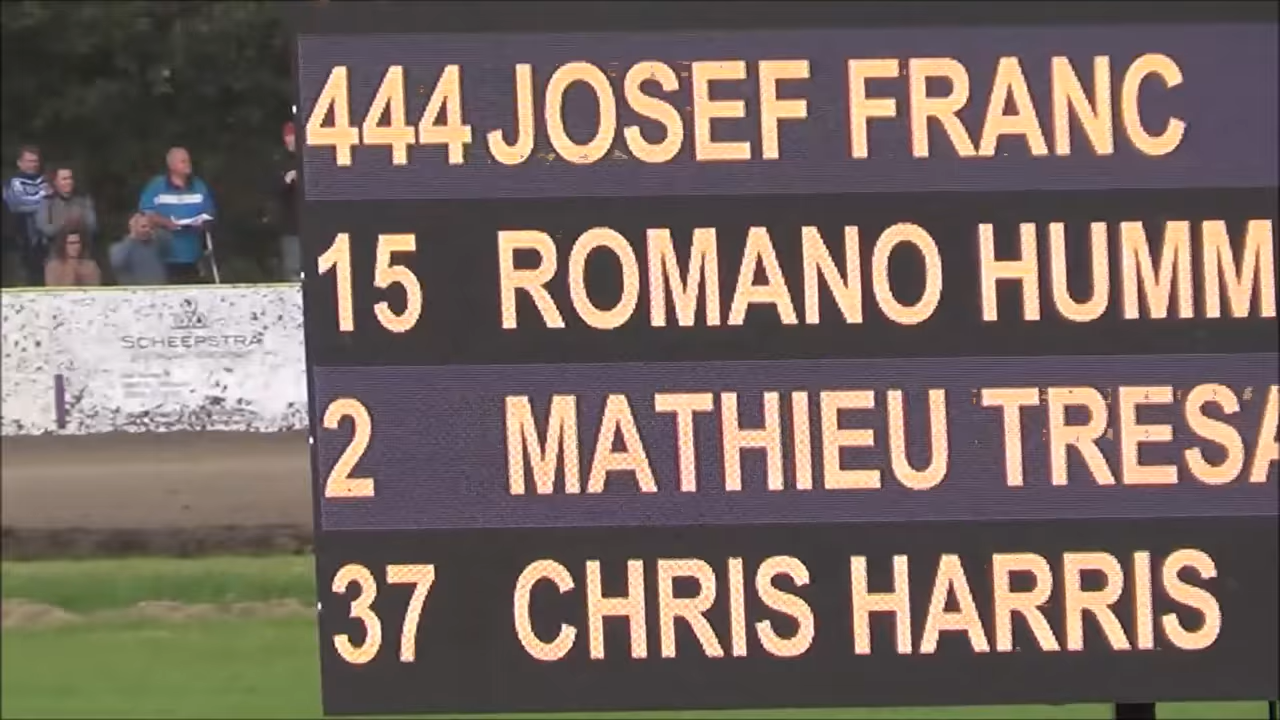 444 JOSEF FRANC
15 ROMANO HUMM
2 MATHIEU TRESA
37 CHRIS HARRIS
SCHEEPSTRA